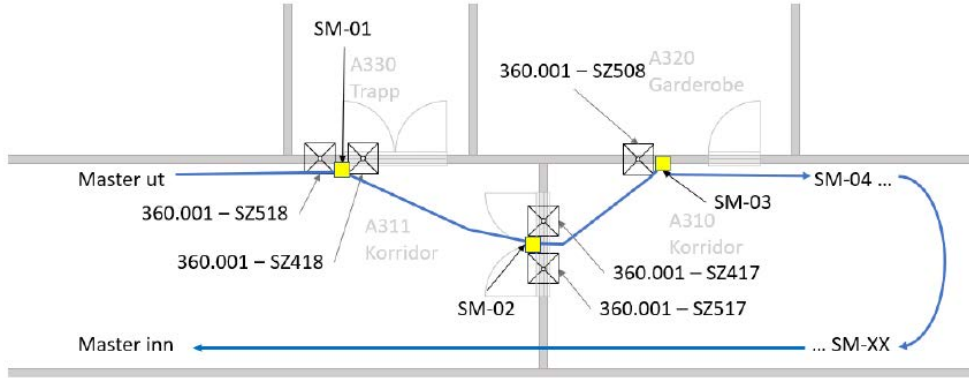 SM-01
A330
Trapp
360.001 – SZ508
A320
Garderobe
Master ut
360.001 – SZ518
360.001 – SZ418
A311
Korridor
SM-02
360.001 – SZ417
360.001 – SZ517
A310
Korridor
SM-03
SM-04 ...
Master inn
... SM-XX